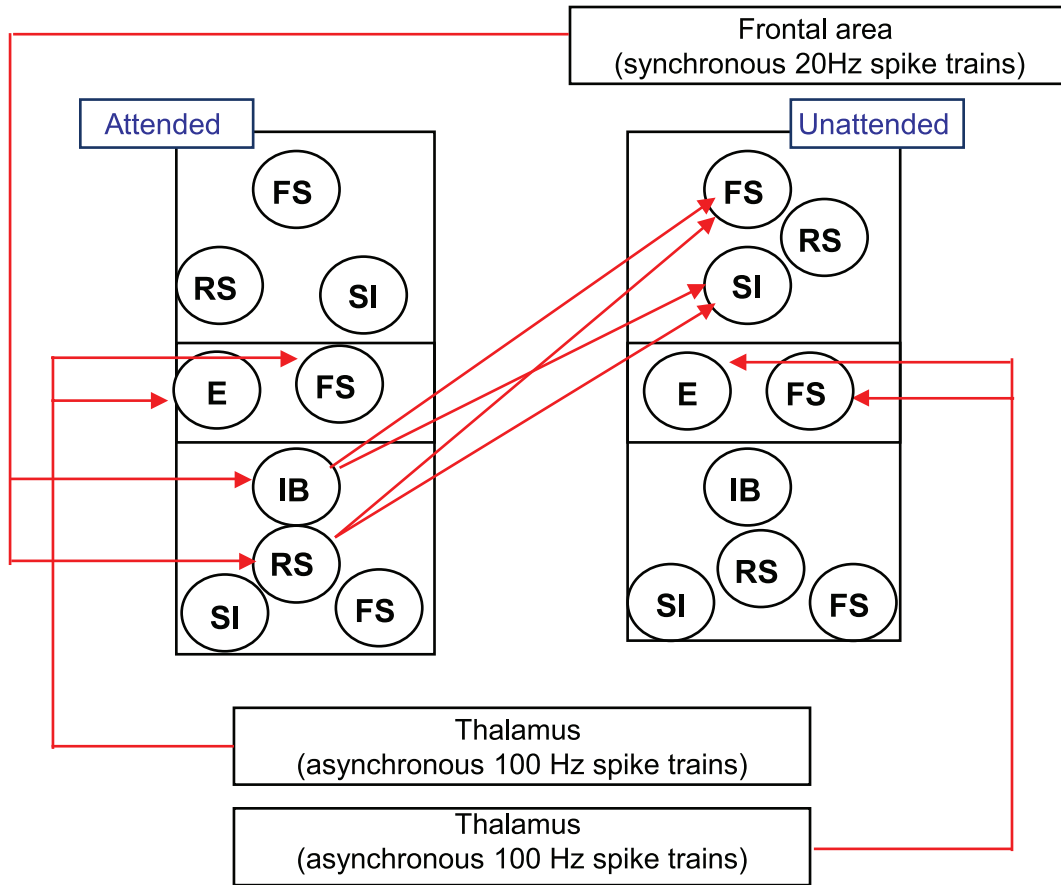 Frontal area
(synchronous 20Hz spike trains)
Attended
Unattended
FS
RS
SI
E
FS
IB
RS
SI
FS
FS
RS
SI
E
FS
IB
RS
SI
FS
Thalamus
(asynchronous 100 Hz spike trains)
Thalamus
(asynchronous 100 Hz spike trains)